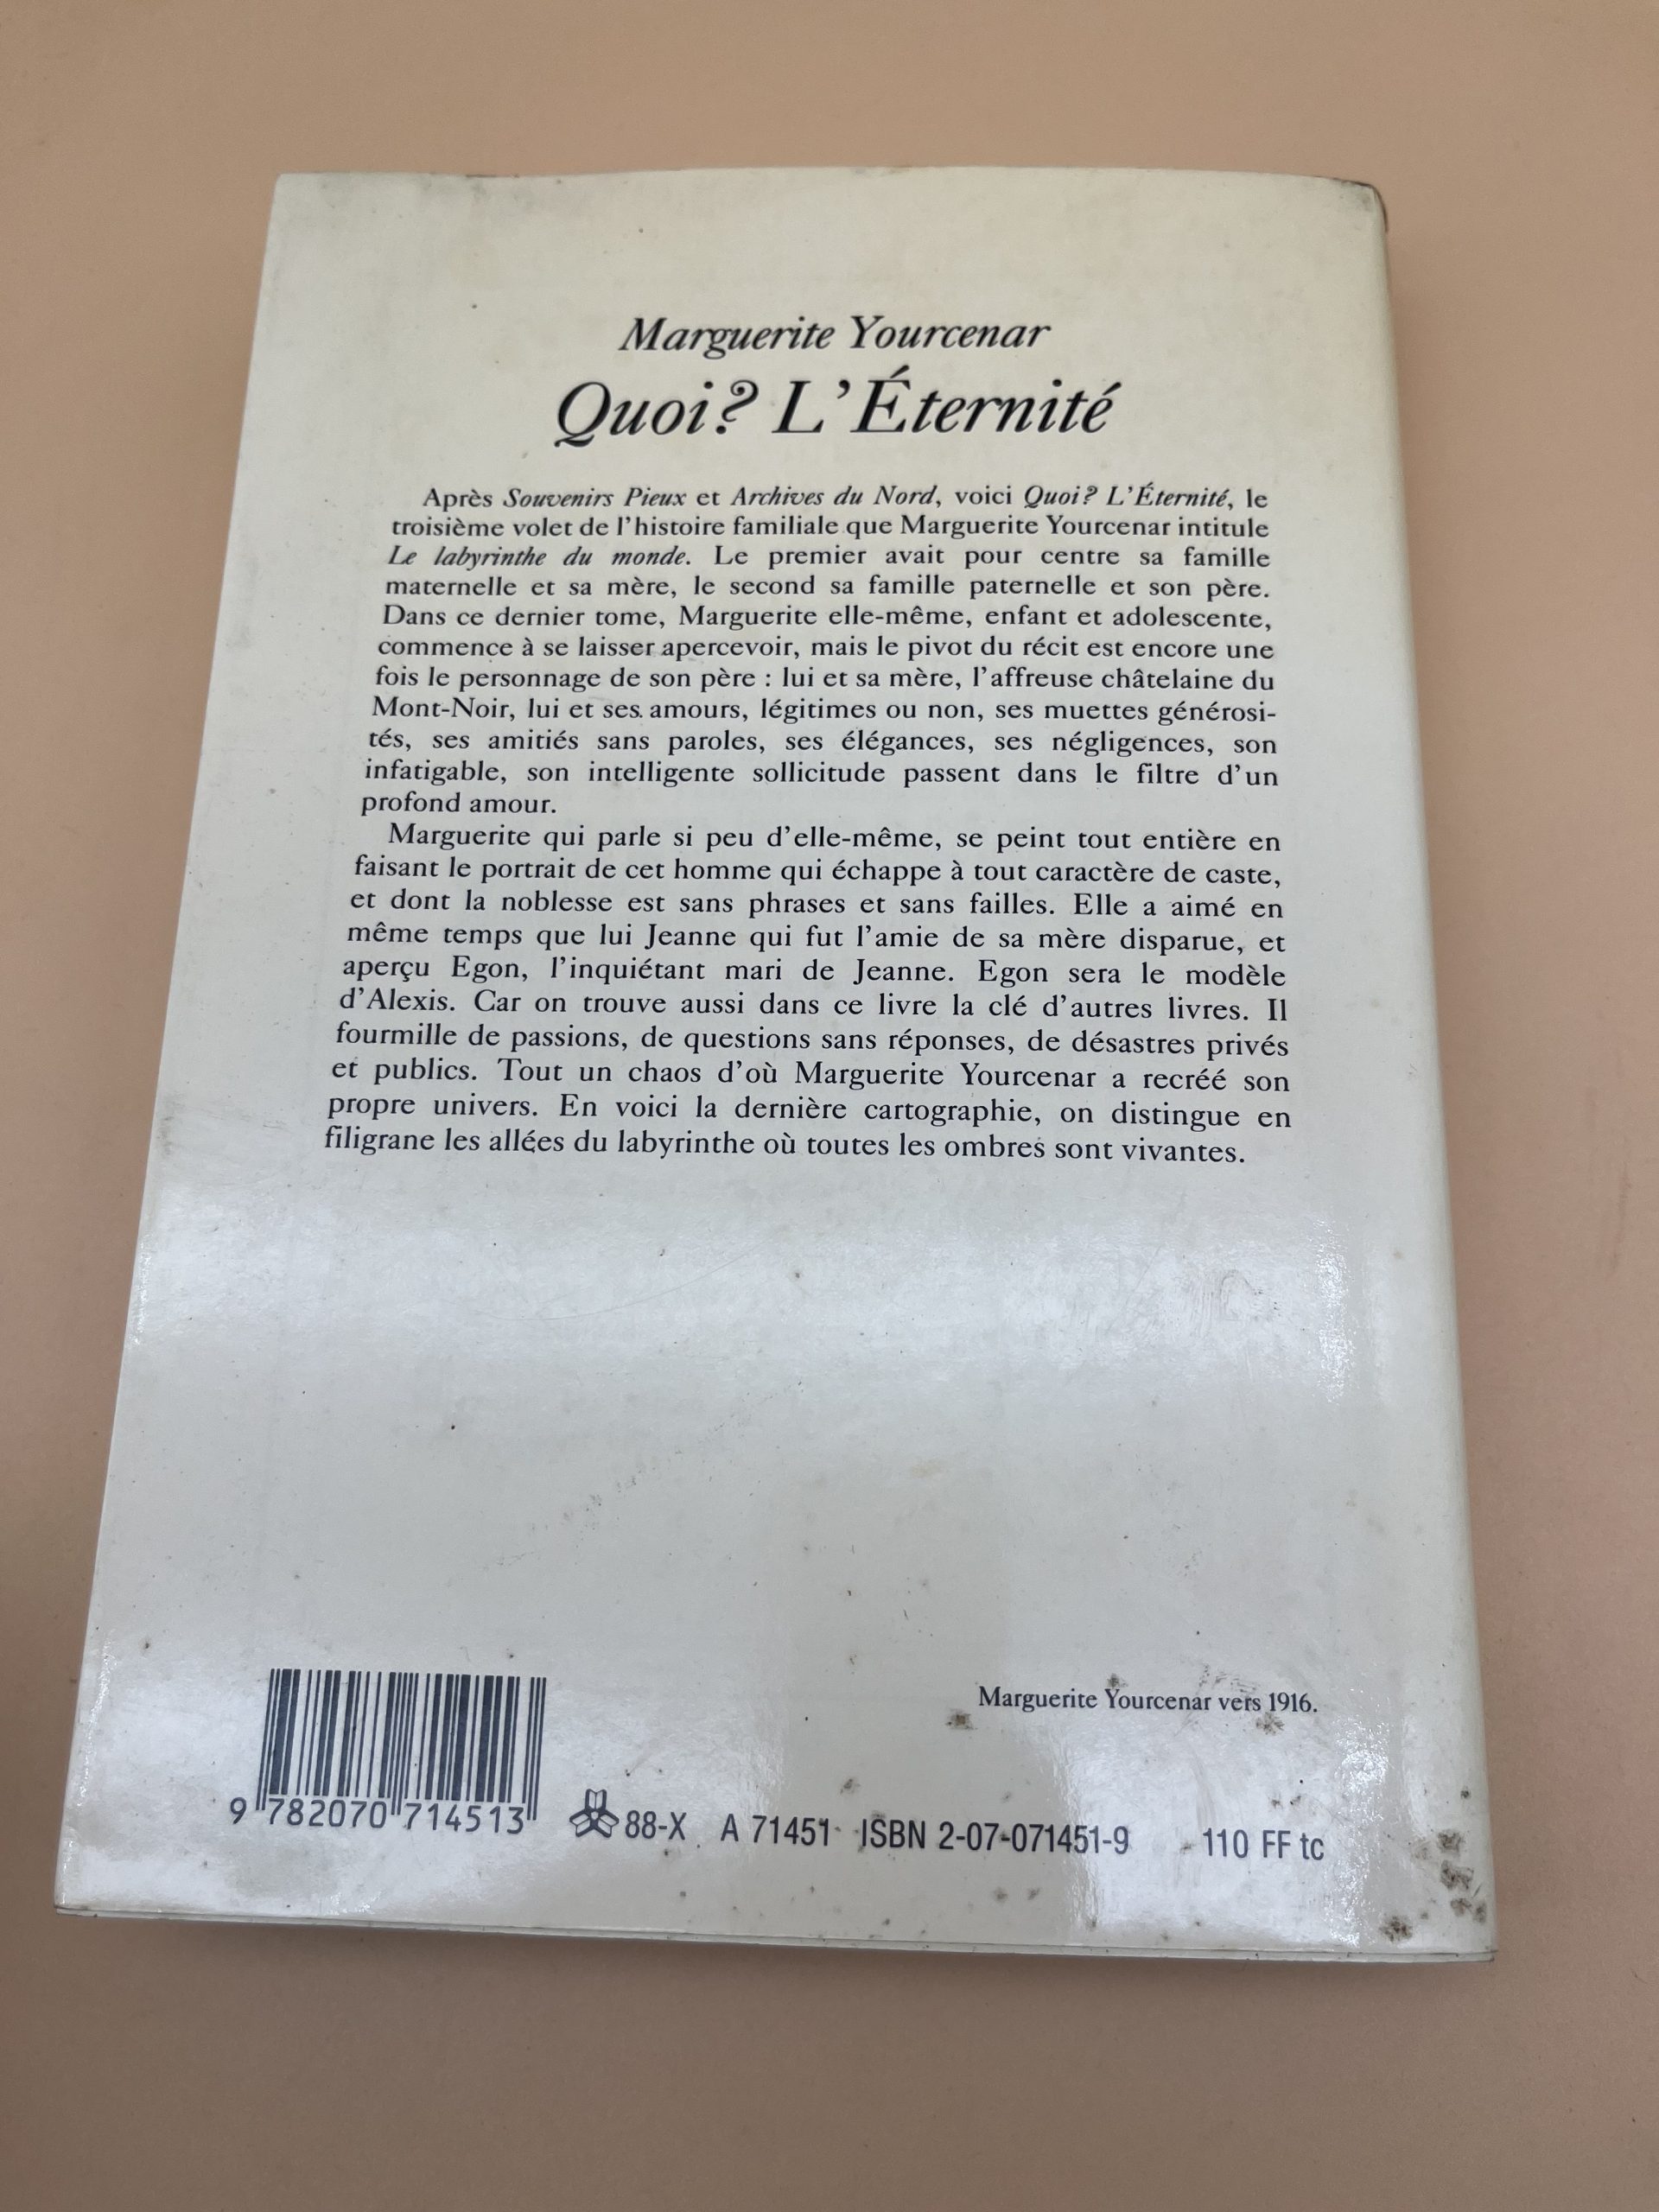 Marguerite Yourcenar
Quoi? L'Éternité
Après Souvenirs Pieux et Archives du Nord, voici Quoi? L'Éternité, le
troisième volet de l'histoire familiale que Marguerite Yourcenar intitule
Le labyrinthe du monde. Le premier avait pour centre sa famille
maternelle et sa mère, le second sa famille paternelle et son père.
Dans ce dernier tome, Marguerite elle-même, enfant et adolescente,
commence à se laisser apercevoir, mais le pivot du récit est encore une
fois le personnage de son père : lui et sa mère, l'affreuse châtelaine du
Mont-Noir, lui et ses amours, légitimes ou non, ses muettes générosi-
tés, ses amitiés sans paroles, ses élégances, ses négligences, son
infatigable, son intelligente sollicitude passent dans le filtre d'un
profond amour.
Marguerite qui parle si peu d'elle-même, se peint tout entière en
faisant le portrait de cet homme qui échappe à tout caractère de caste,
et dont la noblesse est sans phrases et sans failles. Elle a aimé en
même temps que lui Jeanne qui fut l'amie de sa mère disparue, et
aperçu Egon, l'inquiétant mari de Jeanne. Egon sera le modèle
d'Alexis. Car on trouve aussi dans ce livre la clé d'autres livres. Il
fourmille de passions, de questions sans réponses, de désastres privés
et publics. Tout un chaos d'où Marguerite Yourcenar a recréé son
propre univers. En voici la dernière cartographie, on distingue en
filigrane les allées du labyrinthe où toutes les ombres sont vivantes.
Marguerite Yourcenar vers 1916.
9 782070 714513
88-X A 71451 ISBN 2-07-071451-9 110 FF tc